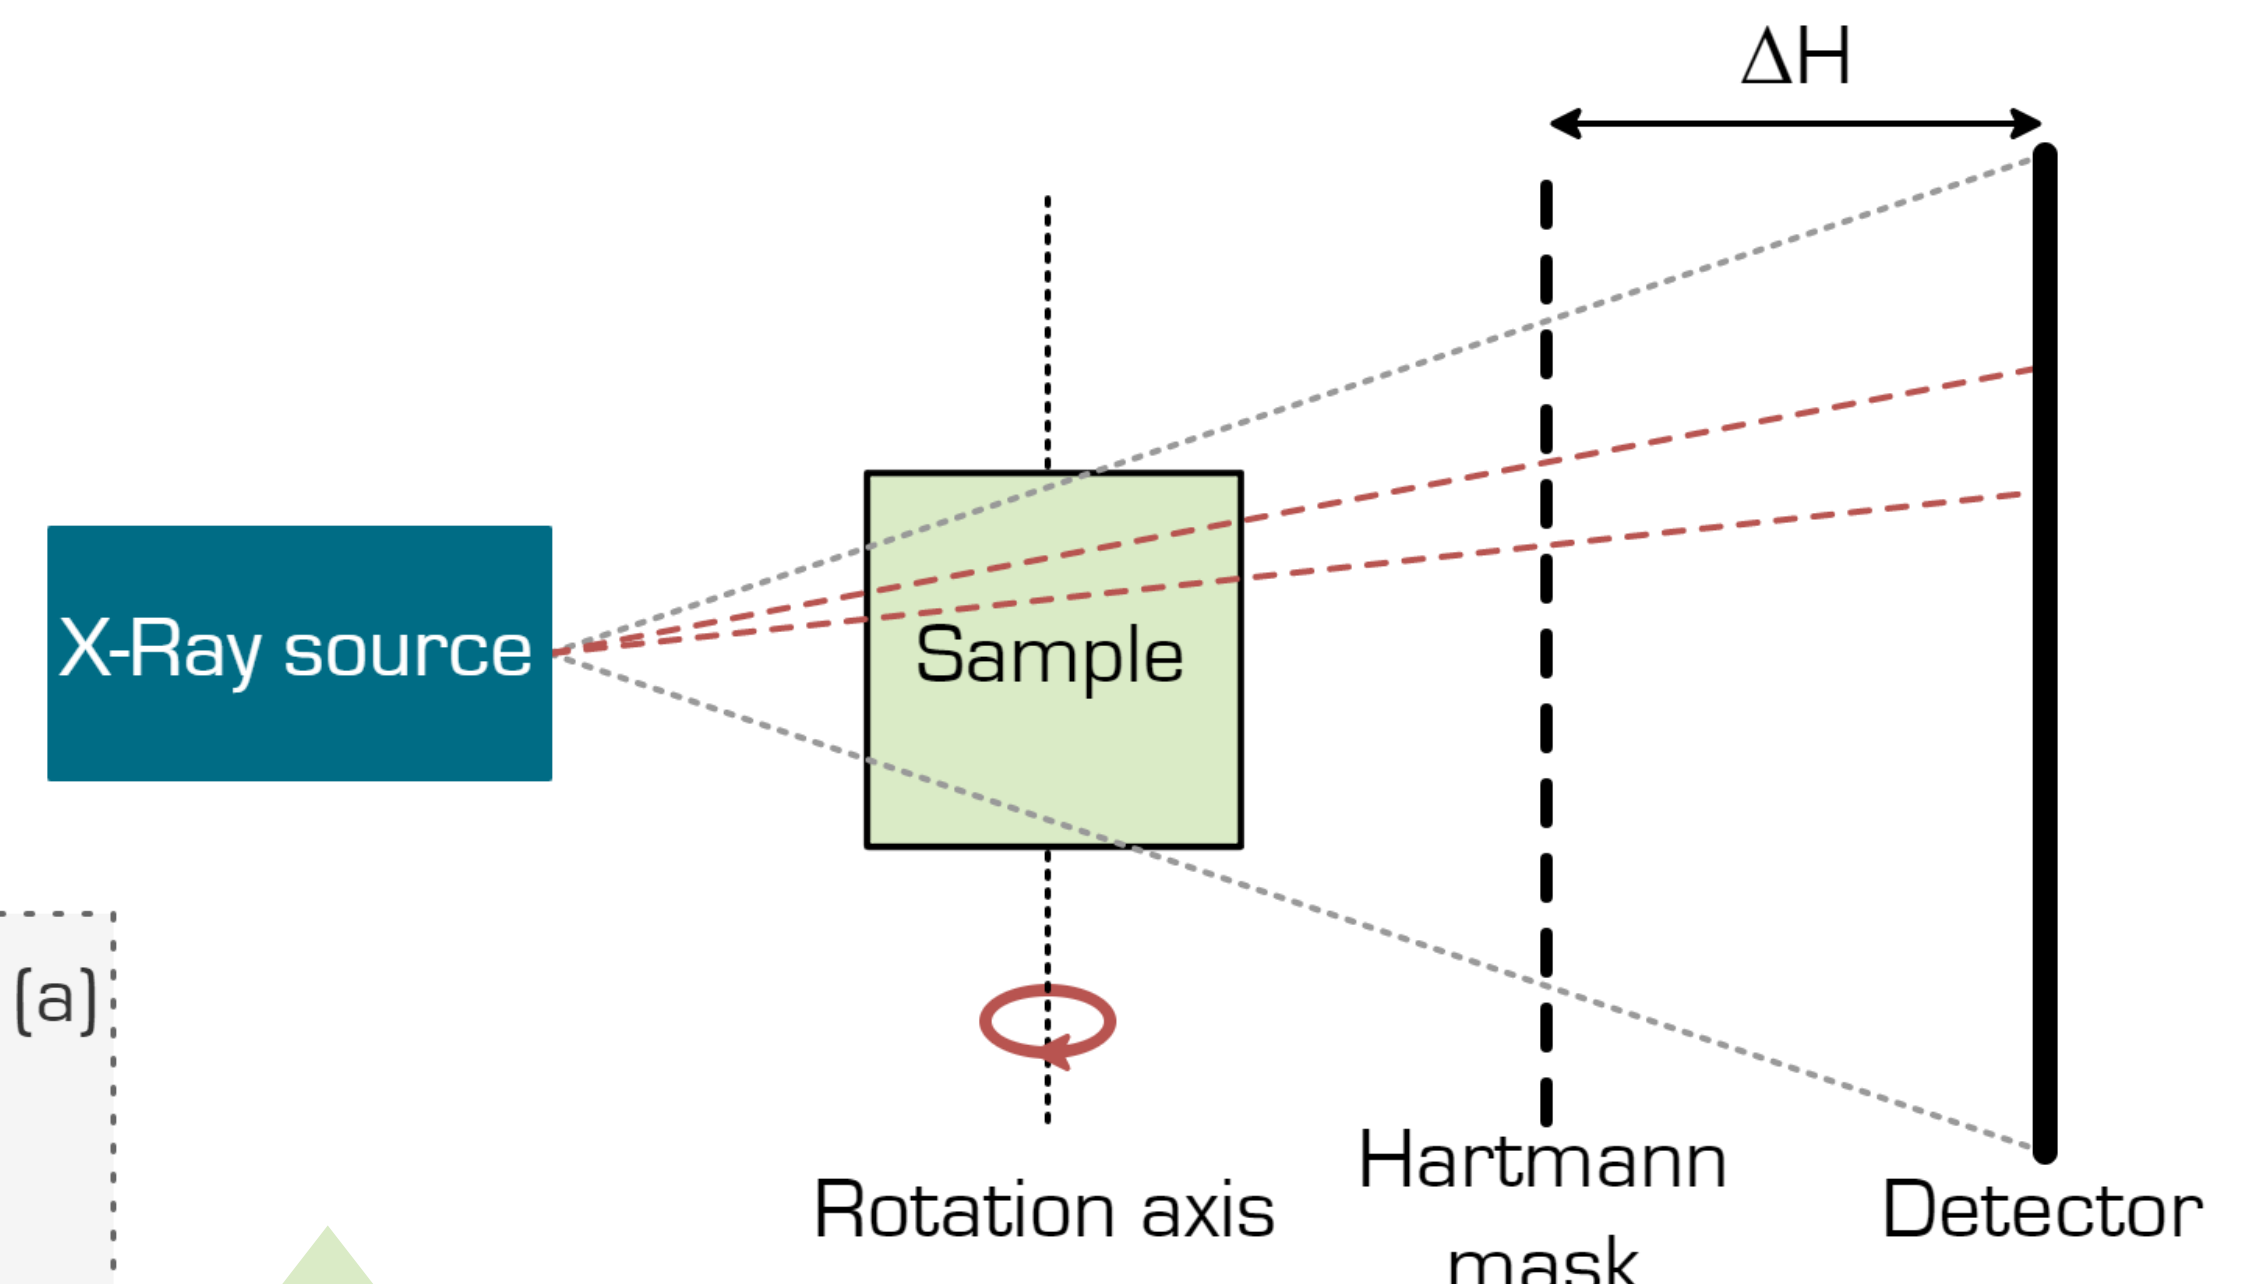 ΔH
X-Ray source
Sample
(a)
Hartmann
mask
Rotation axis
Detector